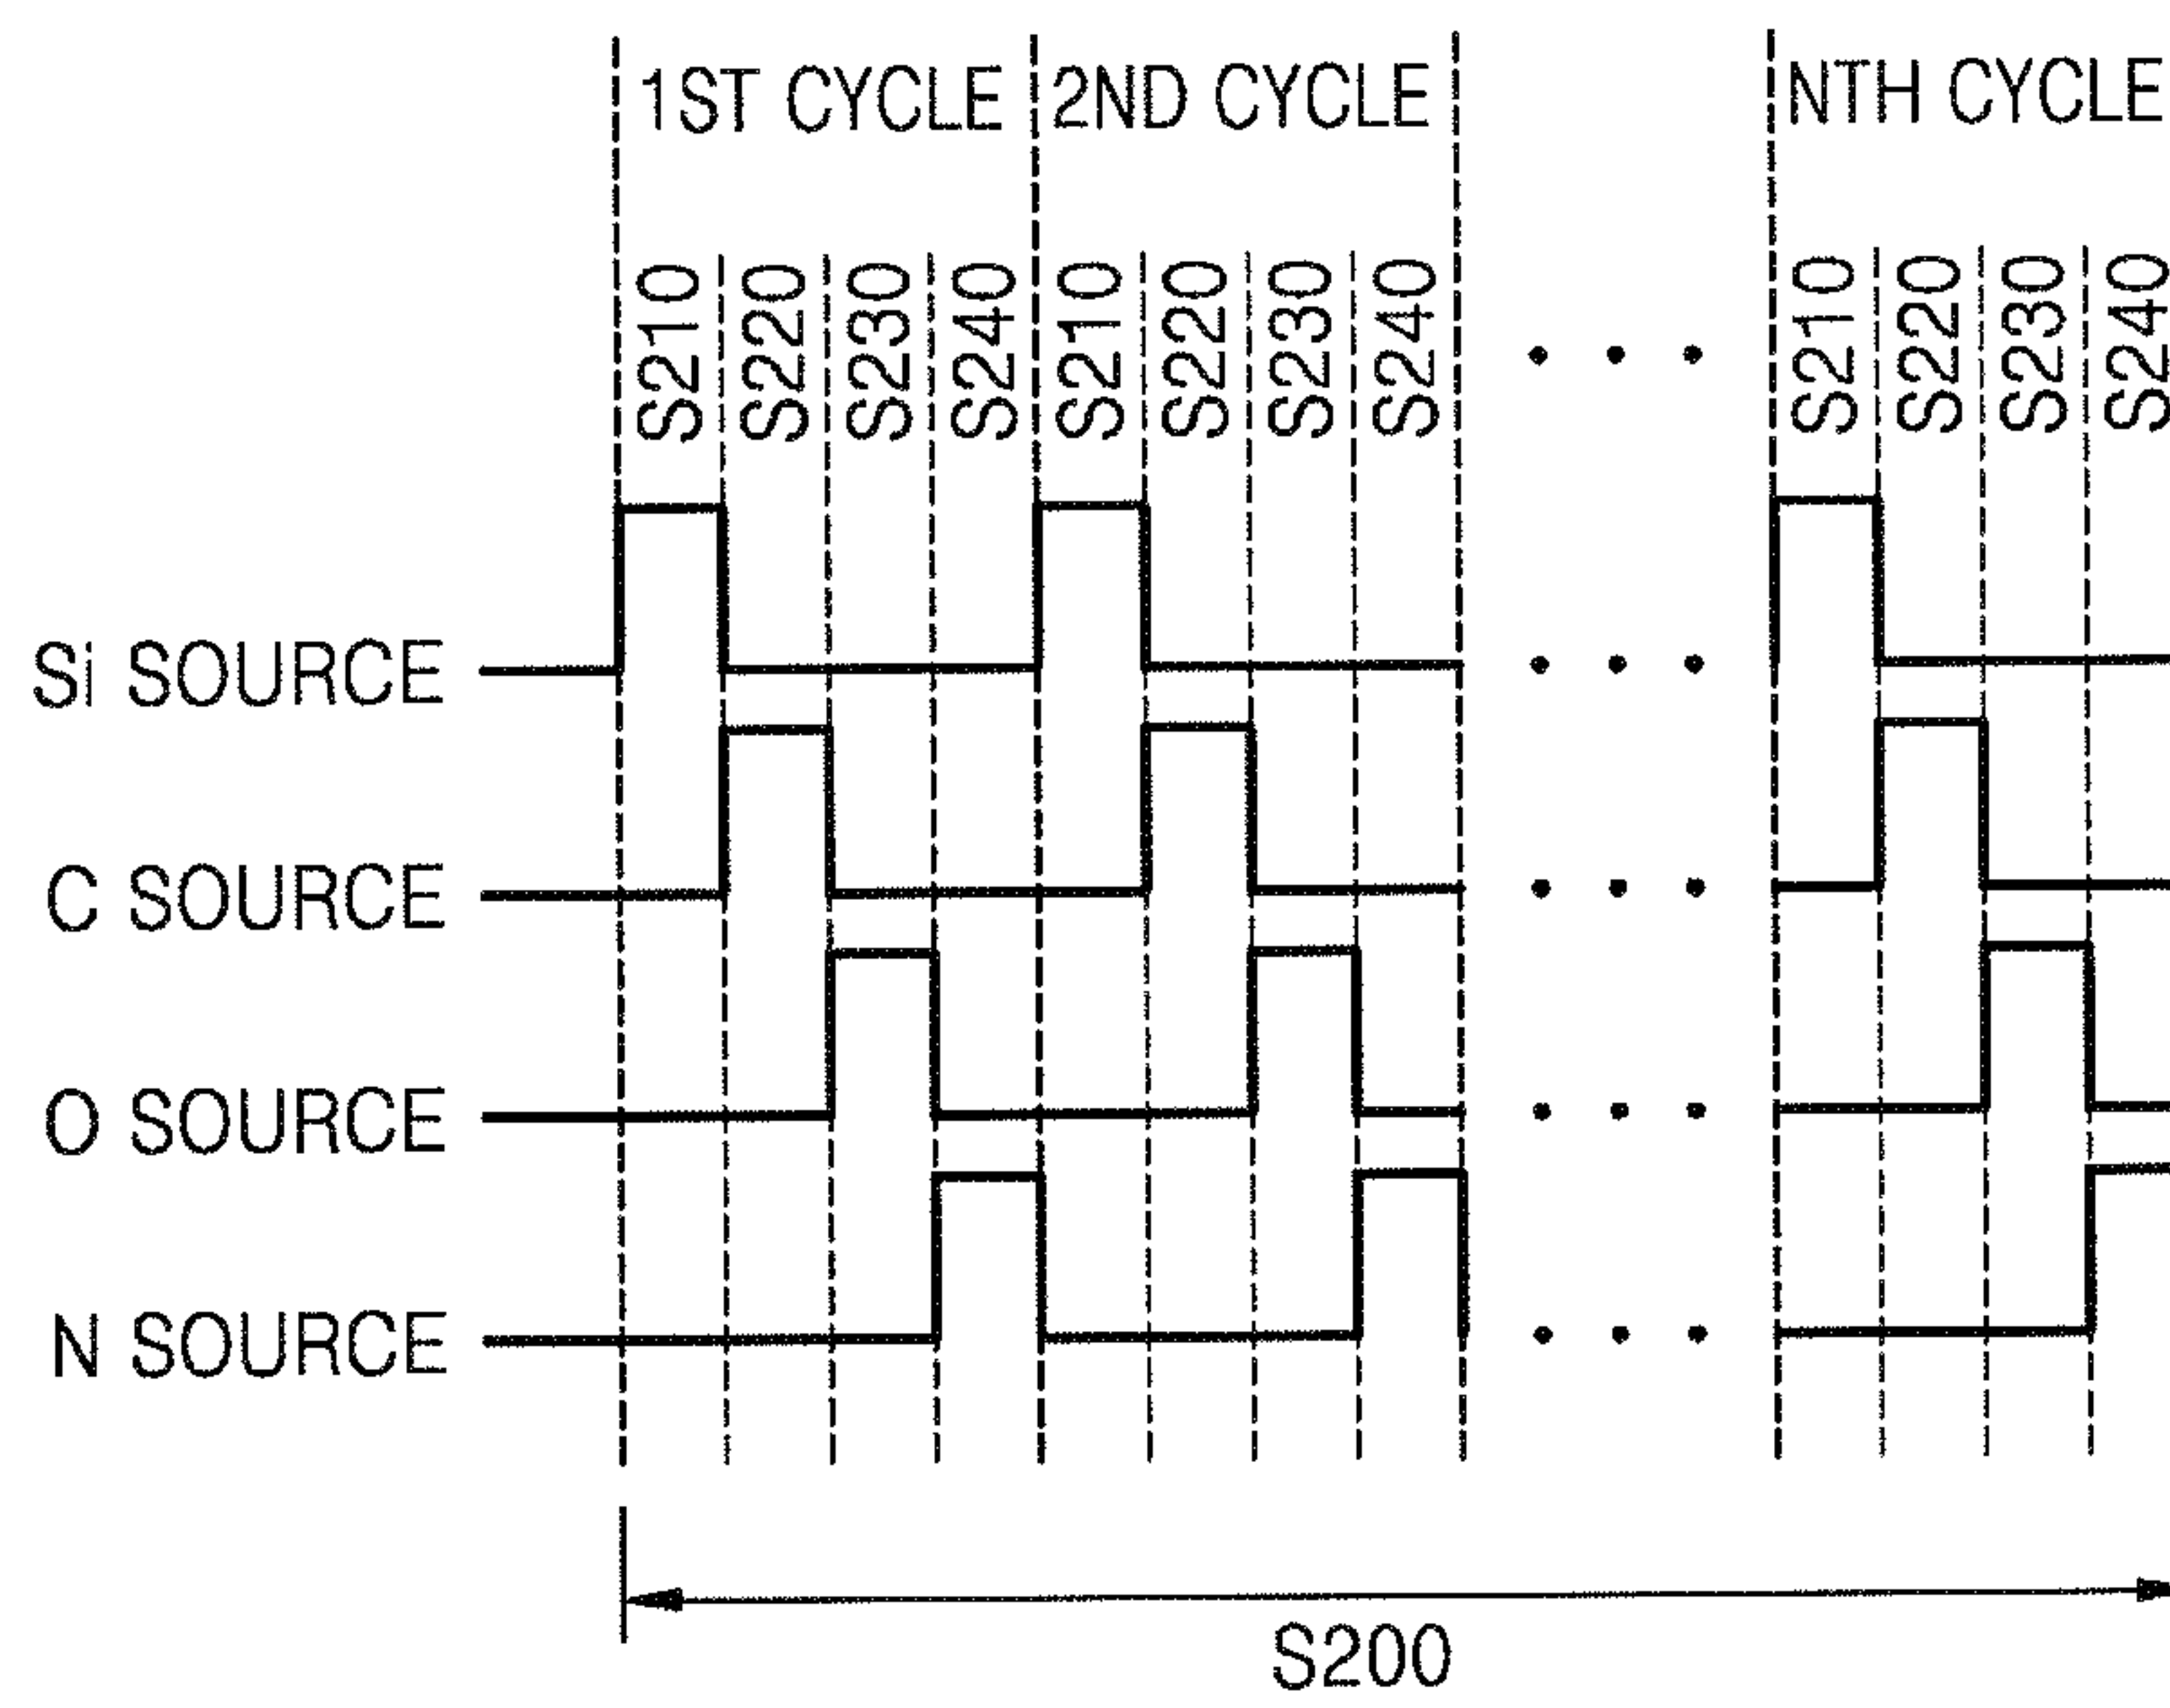 1ST CYCLE 2ND CYCLE NTH CYCLE
S210 S220 S230 S240 S210 S220 S230 S240 S210 S220 S230 S240
Si SOURCE
C SOURCE
O SOURCE
N SOURCE
S200